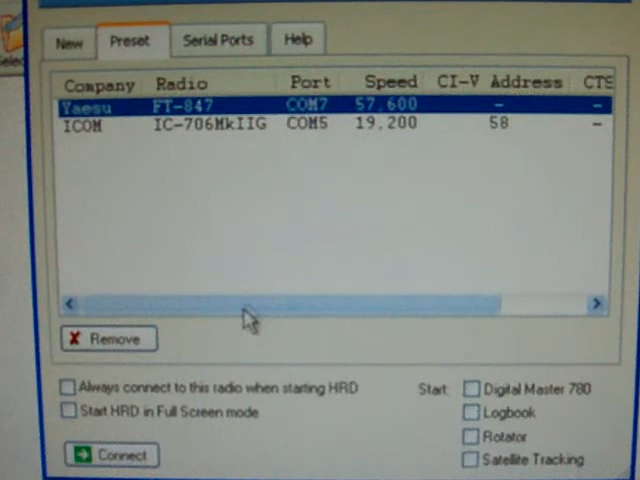 New Preset Serial Ports Help
Company Radio Port Speed CI-V Address CTS
Yaesu FT-847 COM7 57,600 - -
ICOM IC-706MkIIG COM5 19,200 58 -
Remove
Always connect to this radio when starting HRD Start: Digital Master 780
Start HRD in Full Screen mode Logbook
Rotator
Connect Satellite Tracking